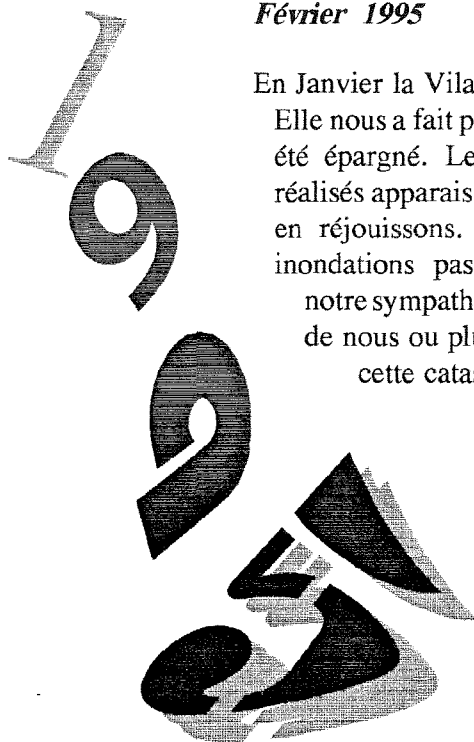 Février 1995
En Janvier la Vila
Elle nous a fait p
été épargné. Le
réalisés apparais
en réjouissons.
inondations pas
notre sympath
de nous ou plu
cette catas
1
9
9
5